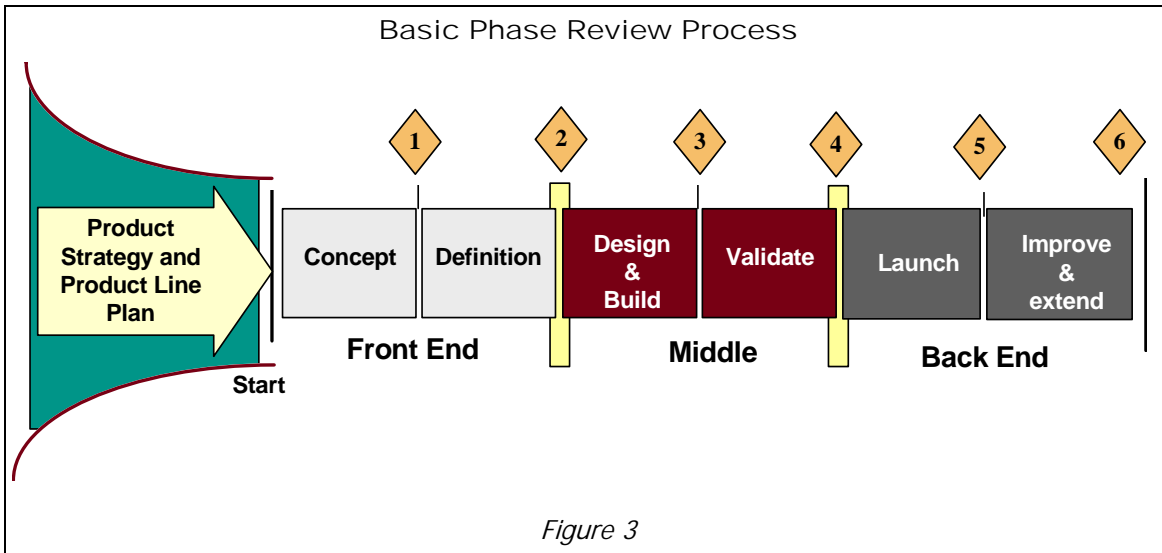 Basic Phase Review Process
1
2
3
4
5
6
Product
Strategy and
Product Line
Plan
Concept
Definition
Design
&
Build
Validate
Launch
Improve
&
extend
Front End
Middle
Back End
Start
Figure 3